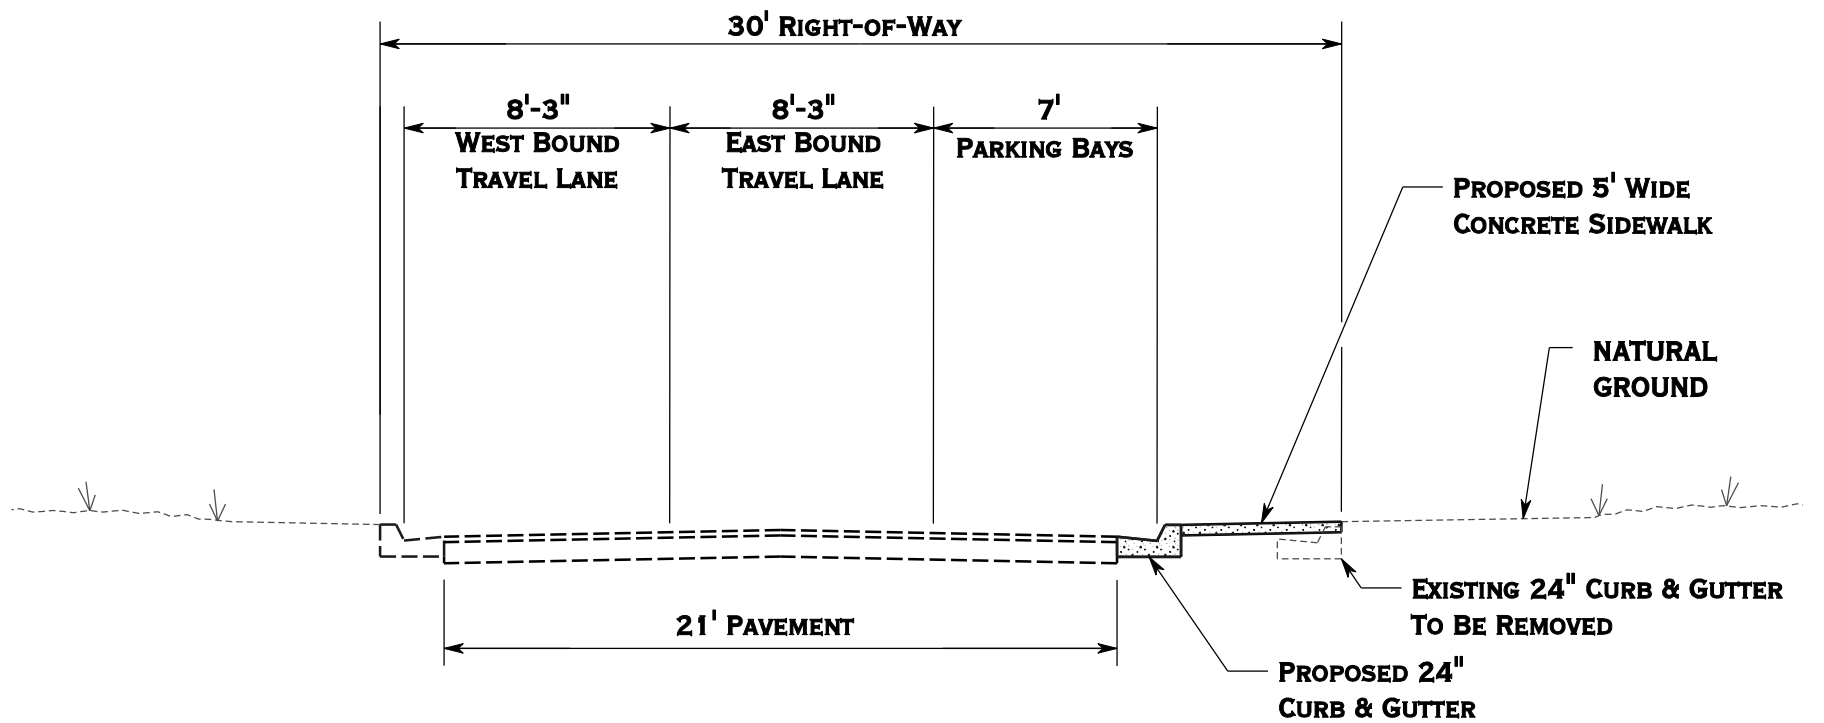 30' Right-of-Way
8'-3"
West Bound
Travel Lane
8'-3"
East Bound
Travel Lane
7'
Parking Bays
Proposed 5' Wide
Concrete Sidewalk
NATURAL
GROUND
21' Pavement
Existing 24" Curb & Gutter
To Be Removed
Proposed 24"
Curb & Gutter